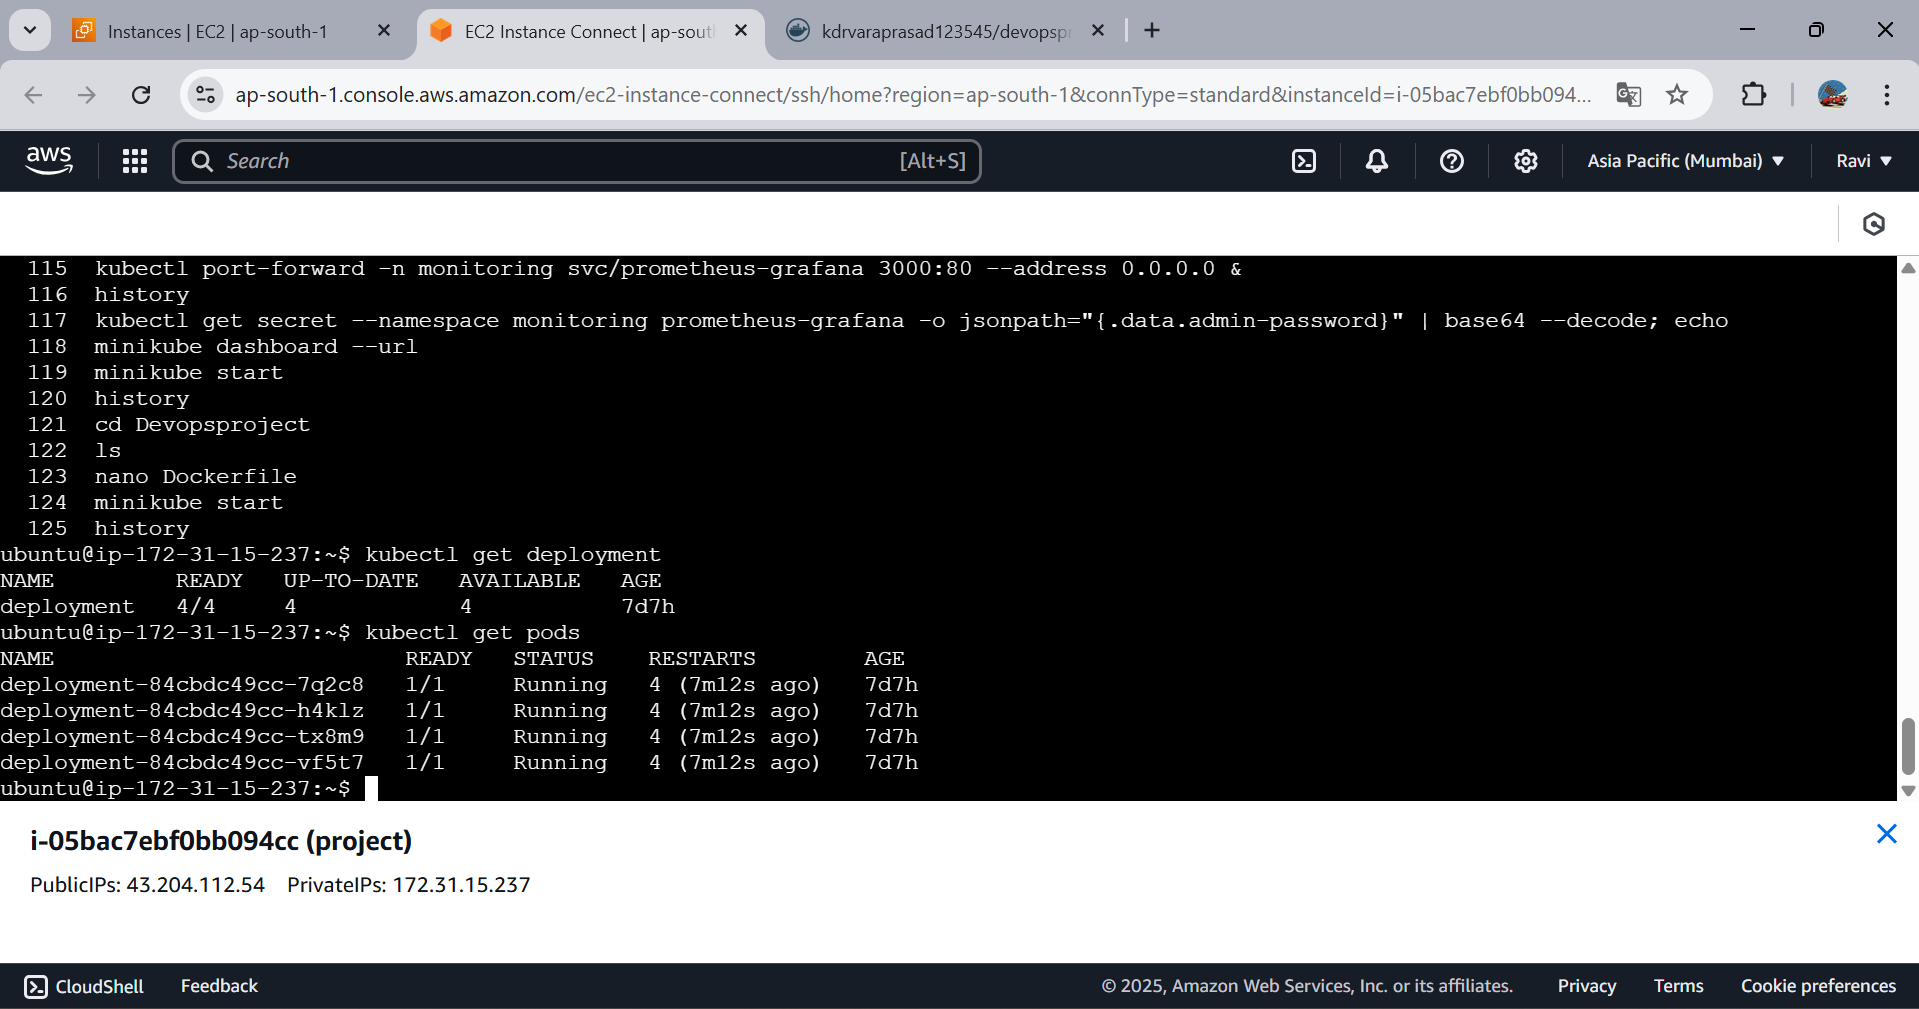 Instances | EC2 | ap-south-1
EC2 Instance Connect | ap-sout
kdrvaraprasad123545/devopsp
ap-south-1.console.aws.amazon.com/ec2-instance-connect/ssh/home?region=ap-south-1&connType=standard&instanceId=i-05bac7ebf0bb094...
aws
Search
[Alt+S]
Asia Pacific (Mumbai)
Ravi
115 kubectl port-forward -n monitoring svc/prometheus-grafana 3000:80 --address 0.0.0.0 &
116 history
117 kubectl get secret --namespace monitoring prometheus-grafana -o jsonpath="{.data.admin-password}" | base64 --decode; echo
118 minikube dashboard --url
119 minikube start
120 history
121 cd Devopsproject
122 ls
123 nano Dockerfile
124 minikube start
125 history
ubuntu@ip-172-31-15-237:~$ kubectl get deployment
NAME READY UP-TO-DATE AVAILABLE AGE
deployment 4/4 4 4 7d7h
ubuntu@ip-172-31-15-237:~$ kubectl get pods
NAME READY STATUS RESTARTS AGE
deployment-84cbdc49cc-7q2c8 1/1 Running 4 (7m12s ago) 7d7h
deployment-84cbdc49cc-h4klz 1/1 Running 4 (7m12s ago) 7d7h
deployment-84cbdc49cc-tx8m9 1/1 Running 4 (7m12s ago) 7d7h
deployment-84cbdc49cc-vf5t7 1/1 Running 4 (7m12s ago) 7d7h
ubuntu@ip-172-31-15-237:~$
i-05bac7ebf0bb094cc (project)
PublicIPs: 43.204.112.54 PrivateIPs: 172.31.15.237
CloudShell
Feedback
© 2025, Amazon Web Services, Inc. or its affiliates.
Privacy
Terms
Cookie preferences